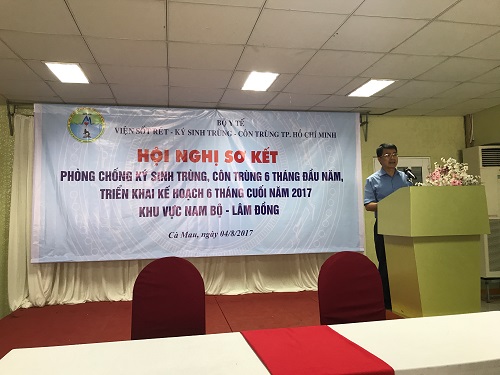 BỘ Y TẾ
VIỆN SỐT RÉT - KÝ SINH TRÙNG - CÔN TRÙNG TP. HỒ CHÍ MINH
HỘI NGHỊ SƠ KẾT
PHÒNG CHỐNG KÝ SINH TRÙNG, CÔN TRÙNG 6 THÁNG ĐẦU NĂM,
TRIỂN KHAI KẾ HOẠCH 6 THÁNG CUỐI NĂM 2017
KHU VỰC NAM BỘ - LÂM ĐỒNG
Cà Mau, ngày 04/8/2017